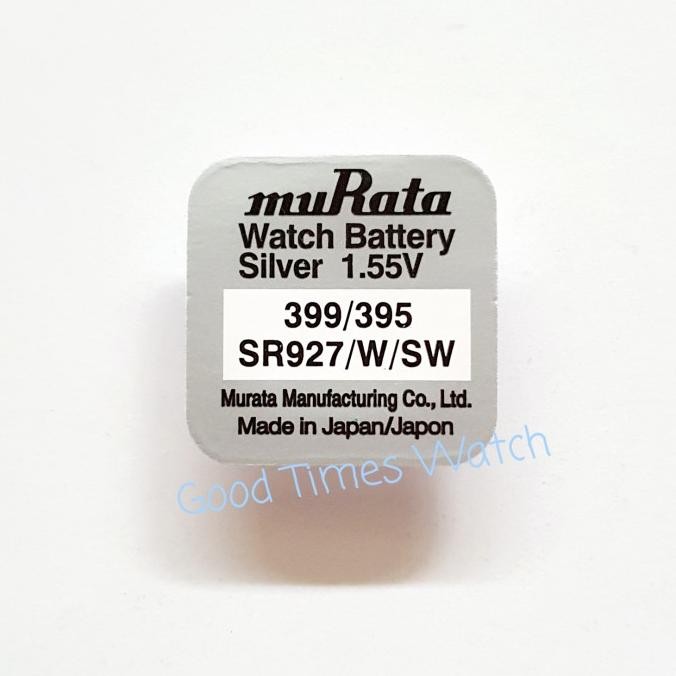 muRata
Watch Battery
Silver 1.55V
399/395
SR927/W/SW
Murata Manufacturing Co., Ltd.
Made in Japan/Japon
Good Times Watch